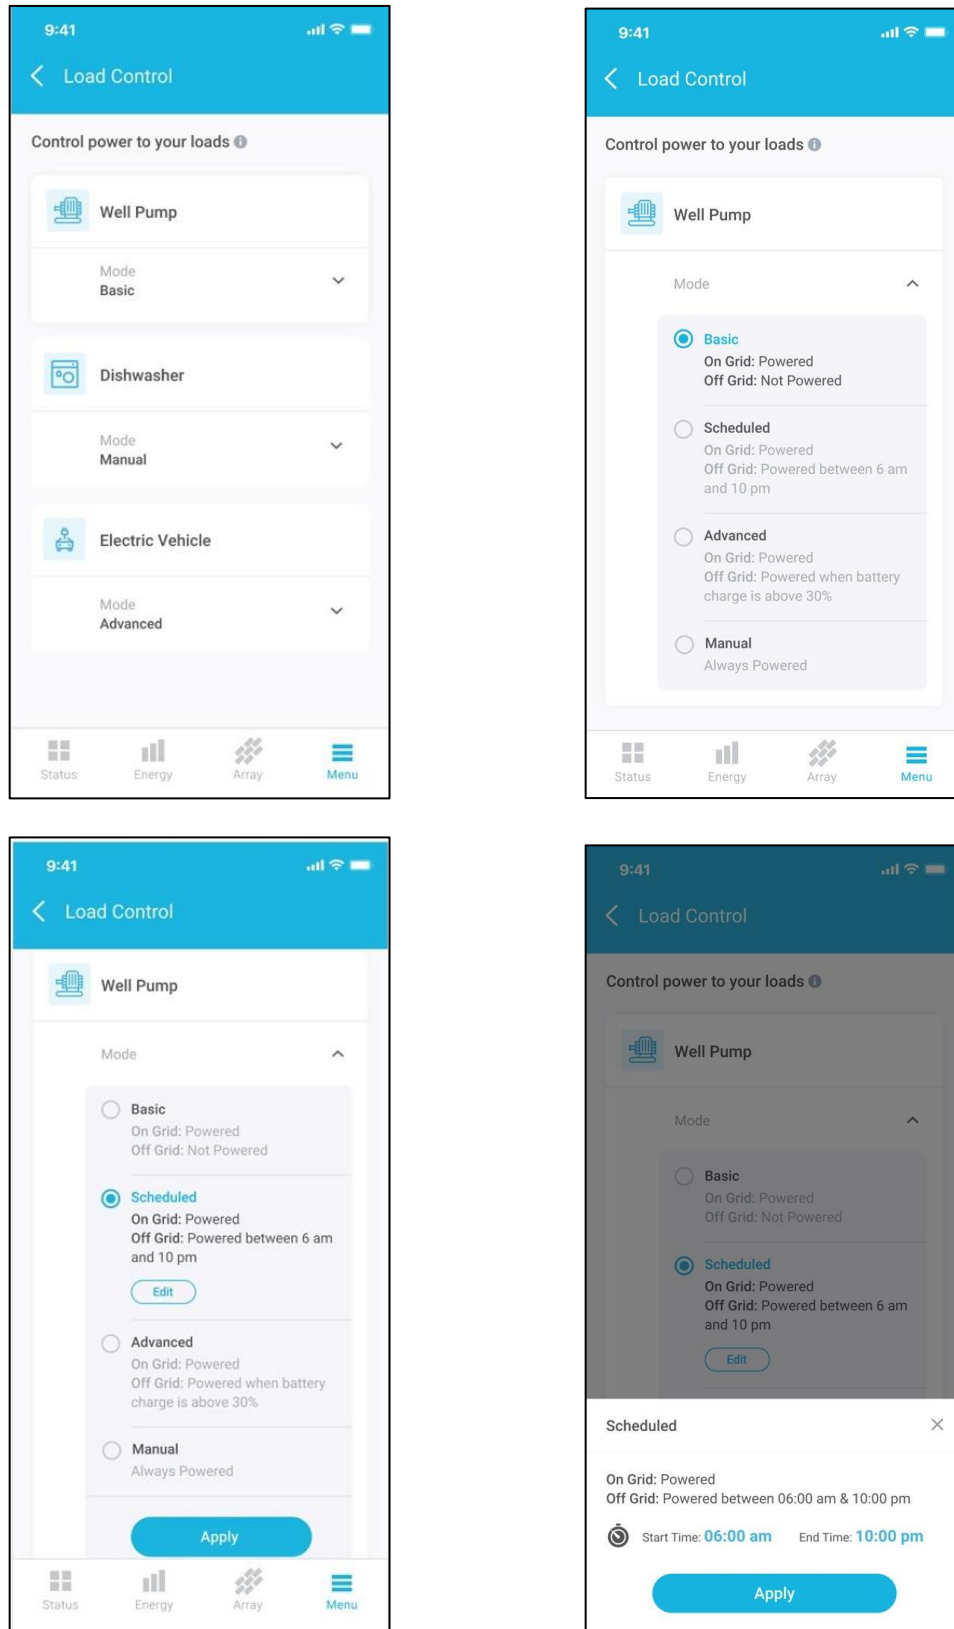 9:41
Load Control
Control power to your loads
Well Pump
Mode
Basic
Dishwasher
Mode
Manual
Electric Vehicle
Mode
Advanced
Status Energy Array Menu
9:41
Load Control
Control power to your loads
Well Pump
Mode
Basic
On Grid: Powered
Off Grid: Not Powered
Scheduled
On Grid: Powered
Off Grid: Powered between 6 am
and 10 pm
Advanced
On Grid: Powered
Off Grid: Powered when battery
charge is above 30%
Manual
Always Powered
Status Energy Array Menu
9:41
Load Control
Well Pump
Mode
Basic
On Grid: Powered
Off Grid: Not Powered
Scheduled
On Grid: Powered
Off Grid: Powered between 6 am
and 10 pm
Edit
Advanced
On Grid: Powered
Off Grid: Powered when battery
charge is above 30%
Manual
Always Powered
Apply
Status Energy Array Menu
9:41
Load Control
Control power to your loads
Well Pump
Mode
Basic
On Grid: Powered
Off Grid: Not Powered
Scheduled
On Grid: Powered
Off Grid: Powered between 6 am
and 10 pm
Edit
Scheduled
On Grid: Powered
Off Grid: Powered between 06:00 am & 10:00 pm
Start Time: 06:00 am End Time: 10:00 pm
Apply